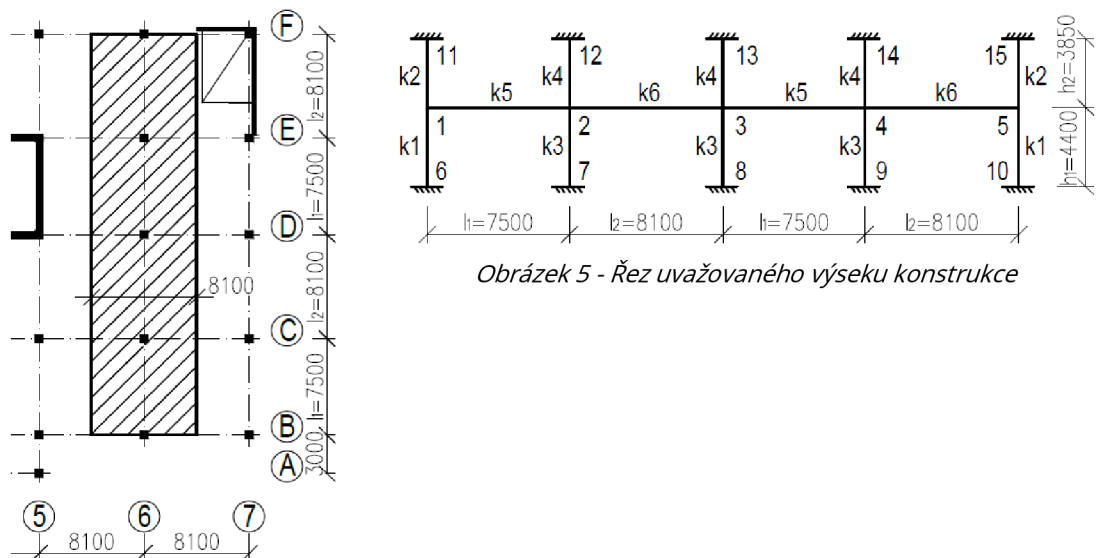 F
l2=8100
E
l1=7500
D
l2=8100
8100
C
l1=7500
B
3000
A
5 6 7
8100 8100
11 12 13 14 15
k2 k4 k4 k4 k2
k5 k6 k5 k6
h2=3850
1 2 3 4 5
k1 k3 k3 k3 k1
6 7 8 9 10
h1=4400
l1=7500 l2=8100 l1=7500 l2=8100
Obrázek 5 - Řez uvažovaného výseku konstrukce